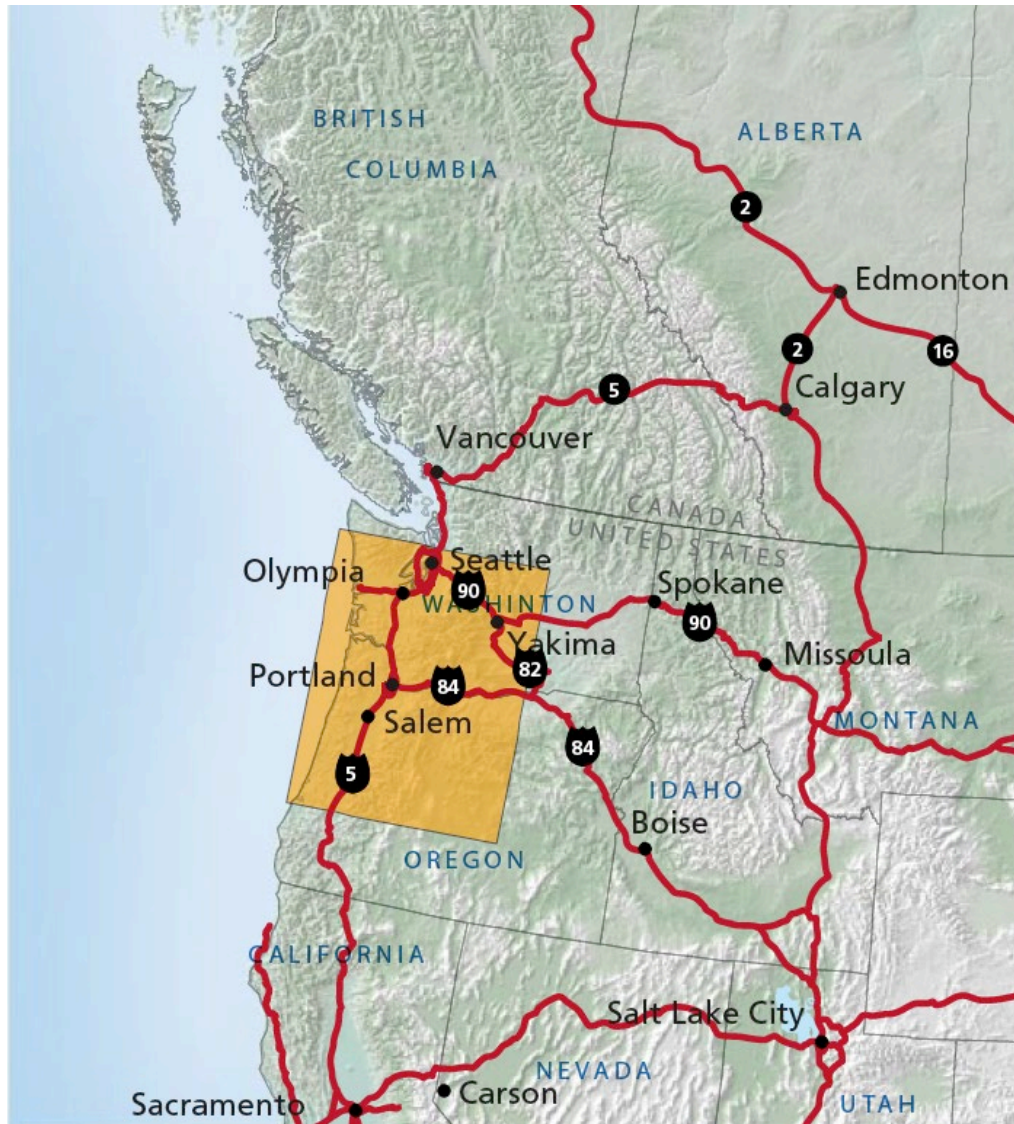 BRITISH
COLUMBIA
ALBERTA
2
Edmonton
2
16
5
Calgary
Vancouver
CANADA
UNITED STATES
Seattle
Olympia
90
WASHINTON
Spokane
90
Yakima
82
Missoula
Portland
84
Salem
MONTANA
84
5
IDAHO
Boise
OREGON
CALIFORNIA
Salt Lake City
NEVADA
Carson
UTAH
Sacramento